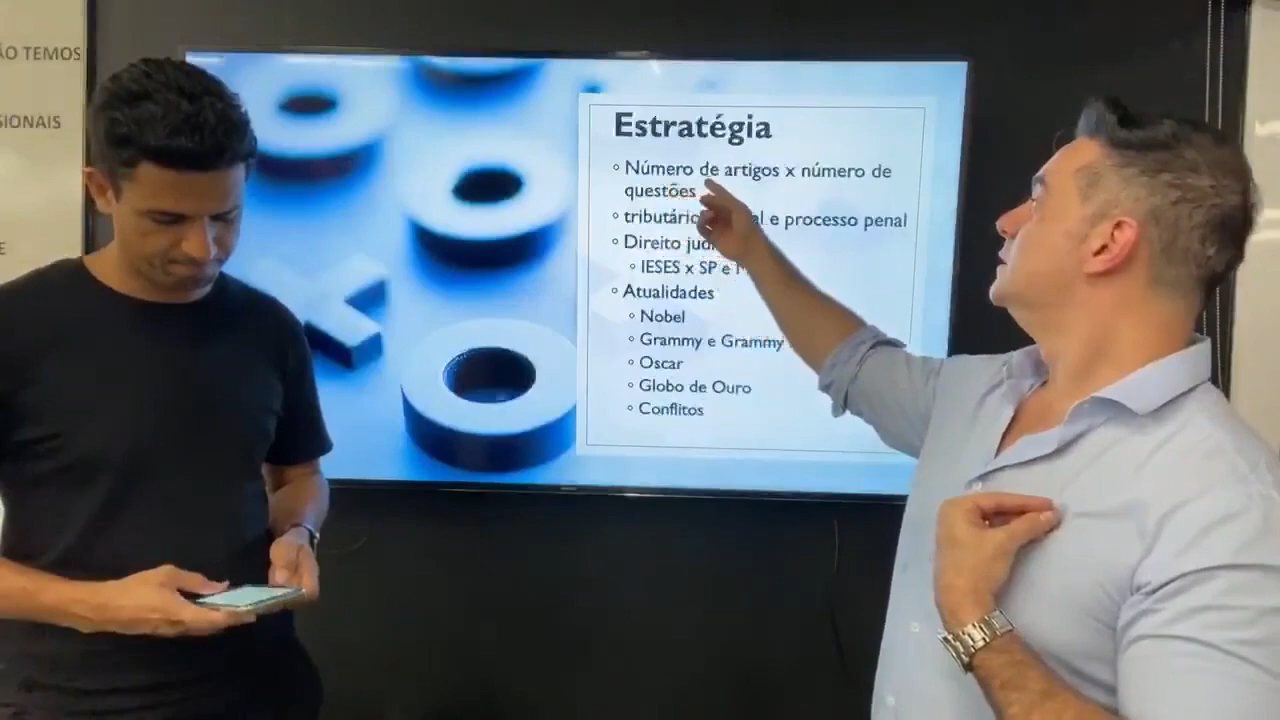 ÃO TEMOS
SIONAIS
E
Estratégia
Número de artigos x número de
questões
tributário e processo penal
Direito
IESES x SP e
Atualidades
Nobel
Grammy e Grammy
Oscar
Globo de Ouro
Conflitos